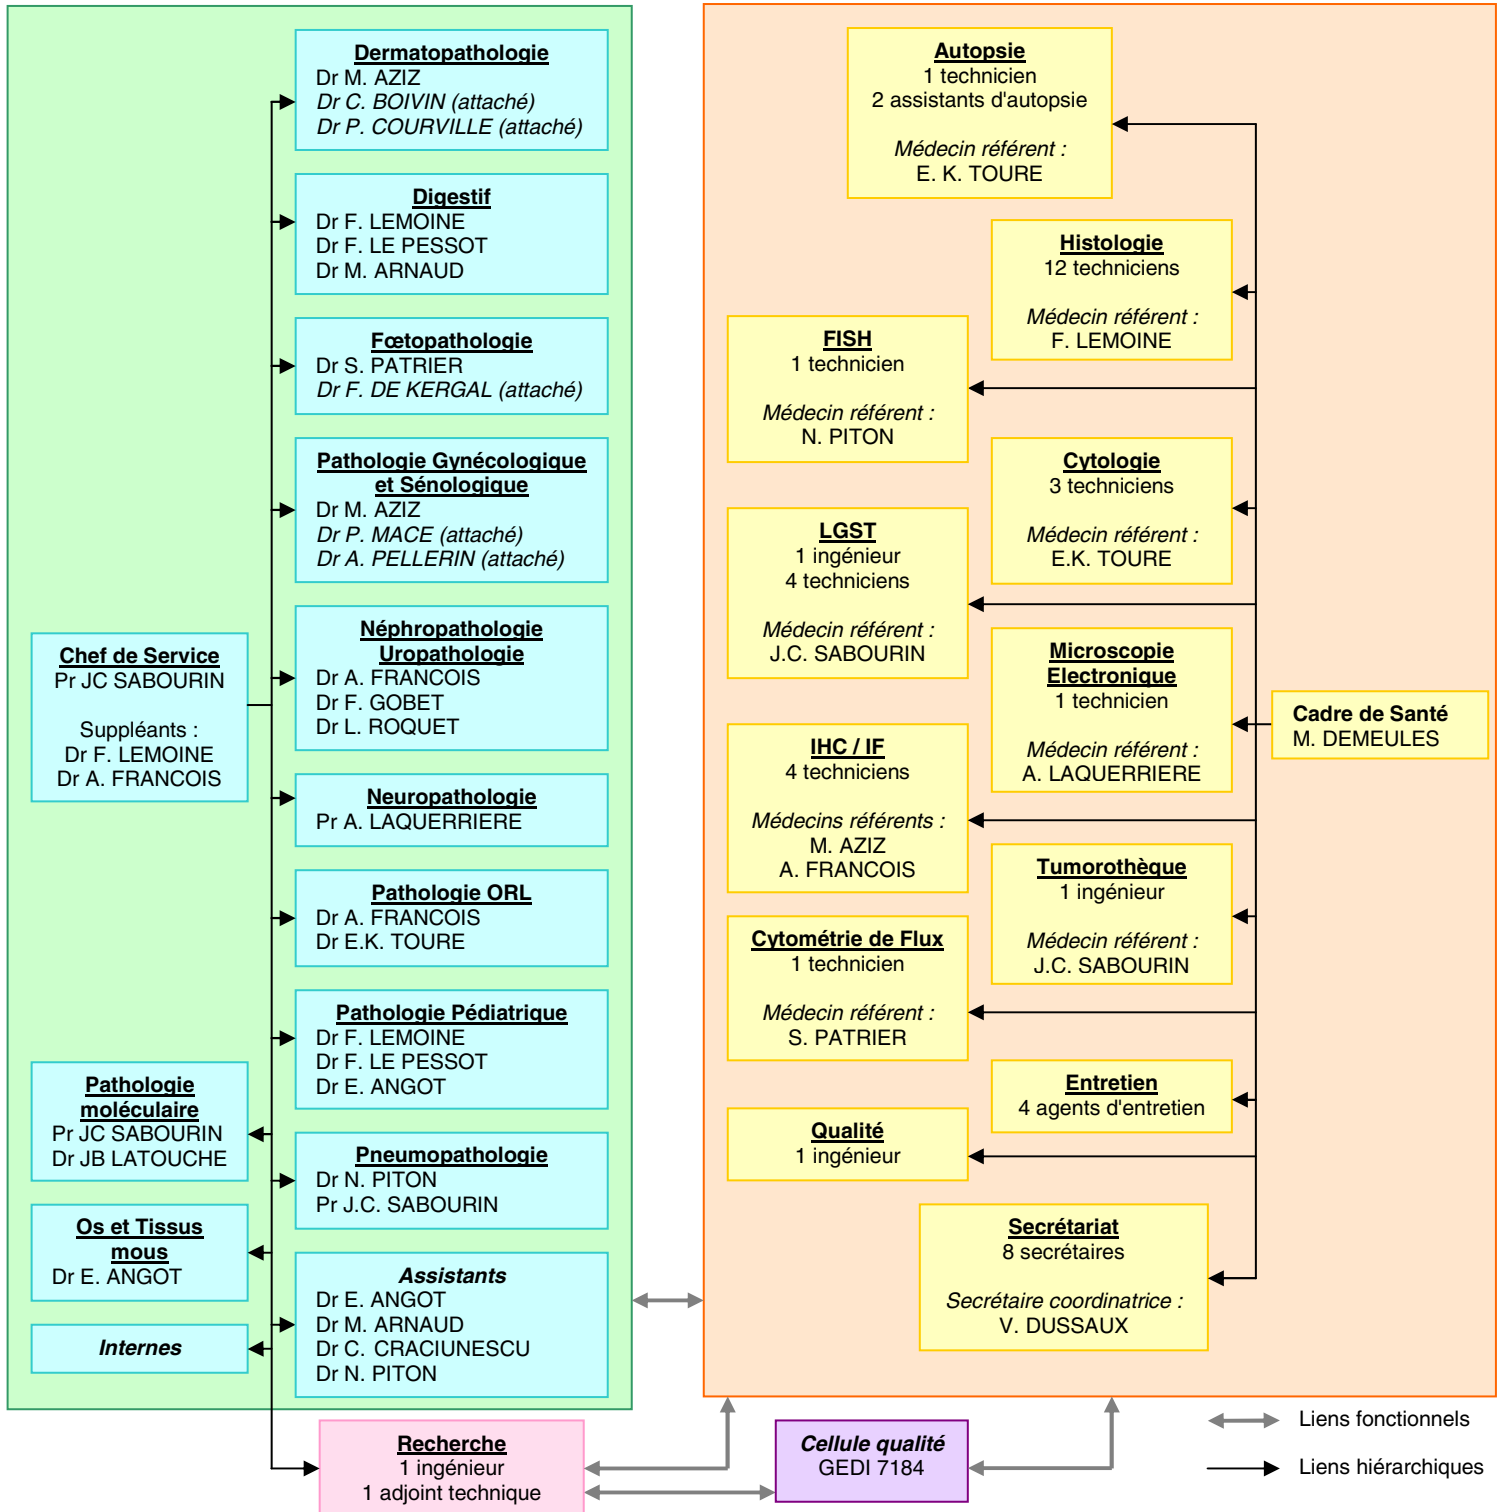 Dermatopathologie
Dr M. AZIZ
Dr C. BOIVIN (attaché)
Dr P. COURVILLE (attaché)
Digestif
Dr F. LEMOINE
Dr F. LE PESSOT
Dr M. ARNAUD
Fœtopathologie
Dr S. PATRIER
Dr F. DE KERGAL (attaché)
Pathologie Gynécologique
et Sénologique
Dr M. AZIZ
Dr P. MACE (attaché)
Dr A. PELLERIN (attaché)
Chef de Service
Pr JC SABOURIN
Suppléants :
Dr F. LEMOINE
Dr A. FRANCOIS
Néphropathologie
Uropathologie
Dr A. FRANCOIS
Dr F. GOBET
Dr L. ROQUET
Neuropathologie
Pr A. LAQUERRIERE
Pathologie ORL
Dr A. FRANCOIS
Dr E.K. TOURE
Pathologie Pédiatrique
Dr F. LEMOINE
Dr F. LE PESSOT
Dr E. ANGOT
Pathologie
moléculaire
Pr JC SABOURIN
Dr JB LATOUCHE
Pneumopathologie
Dr N. PITON
Pr J.C. SABOURIN
Os et Tissus
mous
Dr E. ANGOT
Assistants
Dr E. ANGOT
Dr M. ARNAUD
Dr C. CRACIUNESCU
Dr N. PITON
Internes
Autopsie
1 technicien
2 assistants d'autopsie
Médecin référent :
E. K. TOURE
Histologie
12 techniciens
Médecin référent :
F. LEMOINE
FISH
1 technicien
Médecin référent :
N. PITON
Cytologie
3 techniciens
Médecin référent :
E.K. TOURE
LGST
1 ingénieur
4 techniciens
Médecin référent :
J.C. SABOURIN
Microscopie
Electronique
1 technicien
Médecin référent :
A. LAQUERRIERE
Cadre de Santé
M. DEMEULES
IHC / IF
4 techniciens
Médecins référents :
M. AZIZ
A. FRANCOIS
Tumorothèque
1 ingénieur
Médecin référent :
J.C. SABOURIN
Cytométrie de Flux
1 technicien
Médecin référent :
S. PATRIER
Entretien
4 agents d'entretien
Qualité
1 ingénieur
Secrétariat
8 secrétaires
Secrétaire coordinatrice :
V. DUSSAUX
Recherche
1 ingénieur
1 adjoint technique
Cellule qualité
GEDI 7184
Liens fonctionnels
Liens hiérarchiques